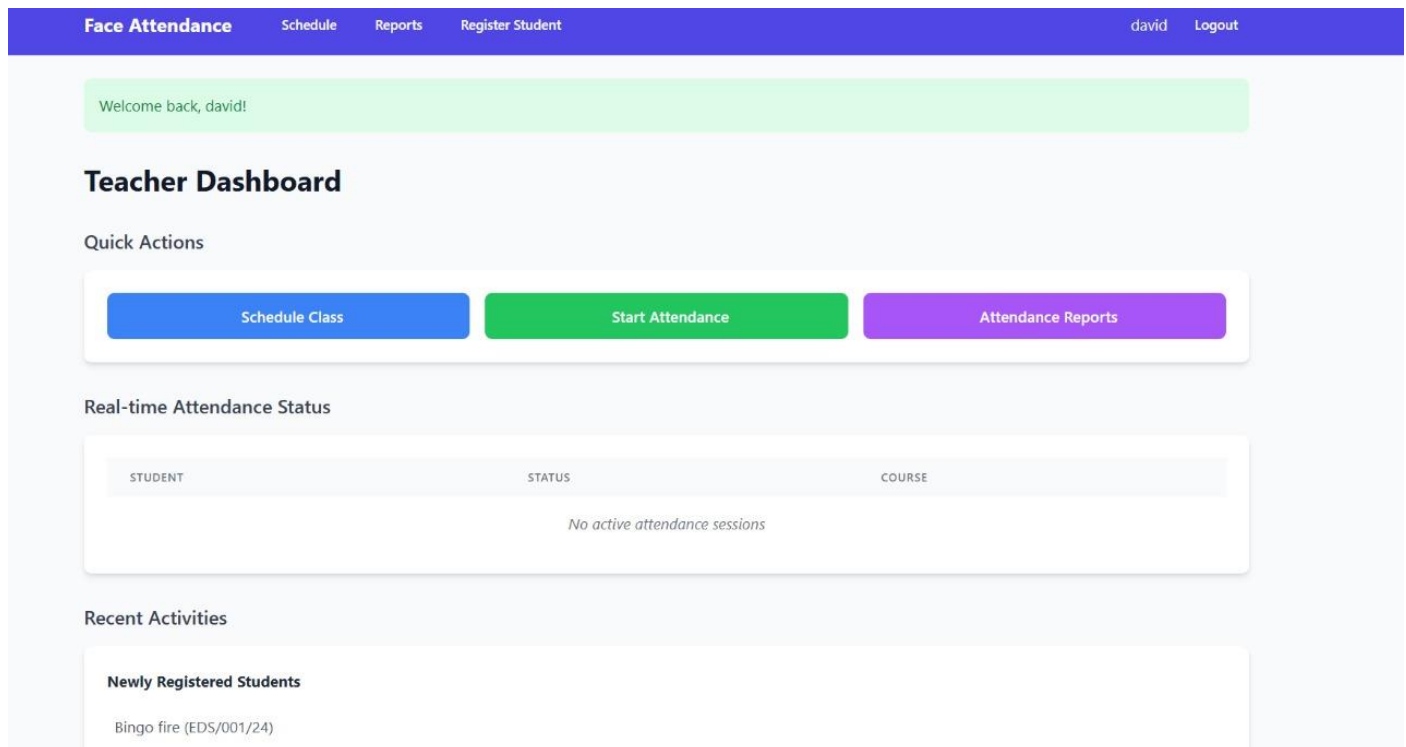 Face Attendance Schedule Reports Register Student david Logout
Welcome back, david!
Teacher Dashboard
Quick Actions
Schedule Class Start Attendance Attendance Reports
Real-time Attendance Status
STUDENT STATUS COURSE
No active attendance sessions
Recent Activities
Newly Registered Students
Bingo fire (EDS/001/24)